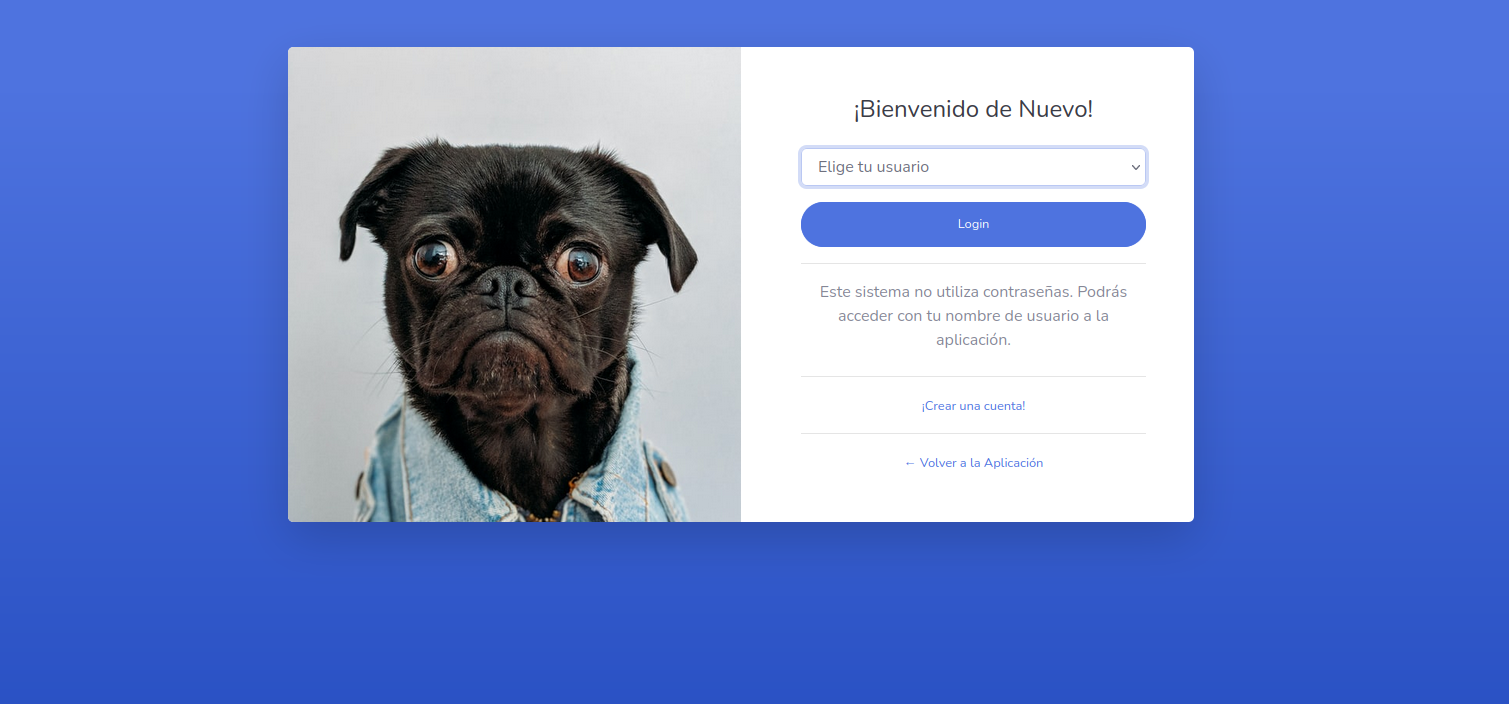 ¡Bienvenido de Nuevo!
Elige tu usuario
Login
Este sistema no utiliza contraseñas. Podrás
acceder con tu nombre de usuario a la
aplicación.
¡Crear una cuenta!
← Volver a la Aplicación